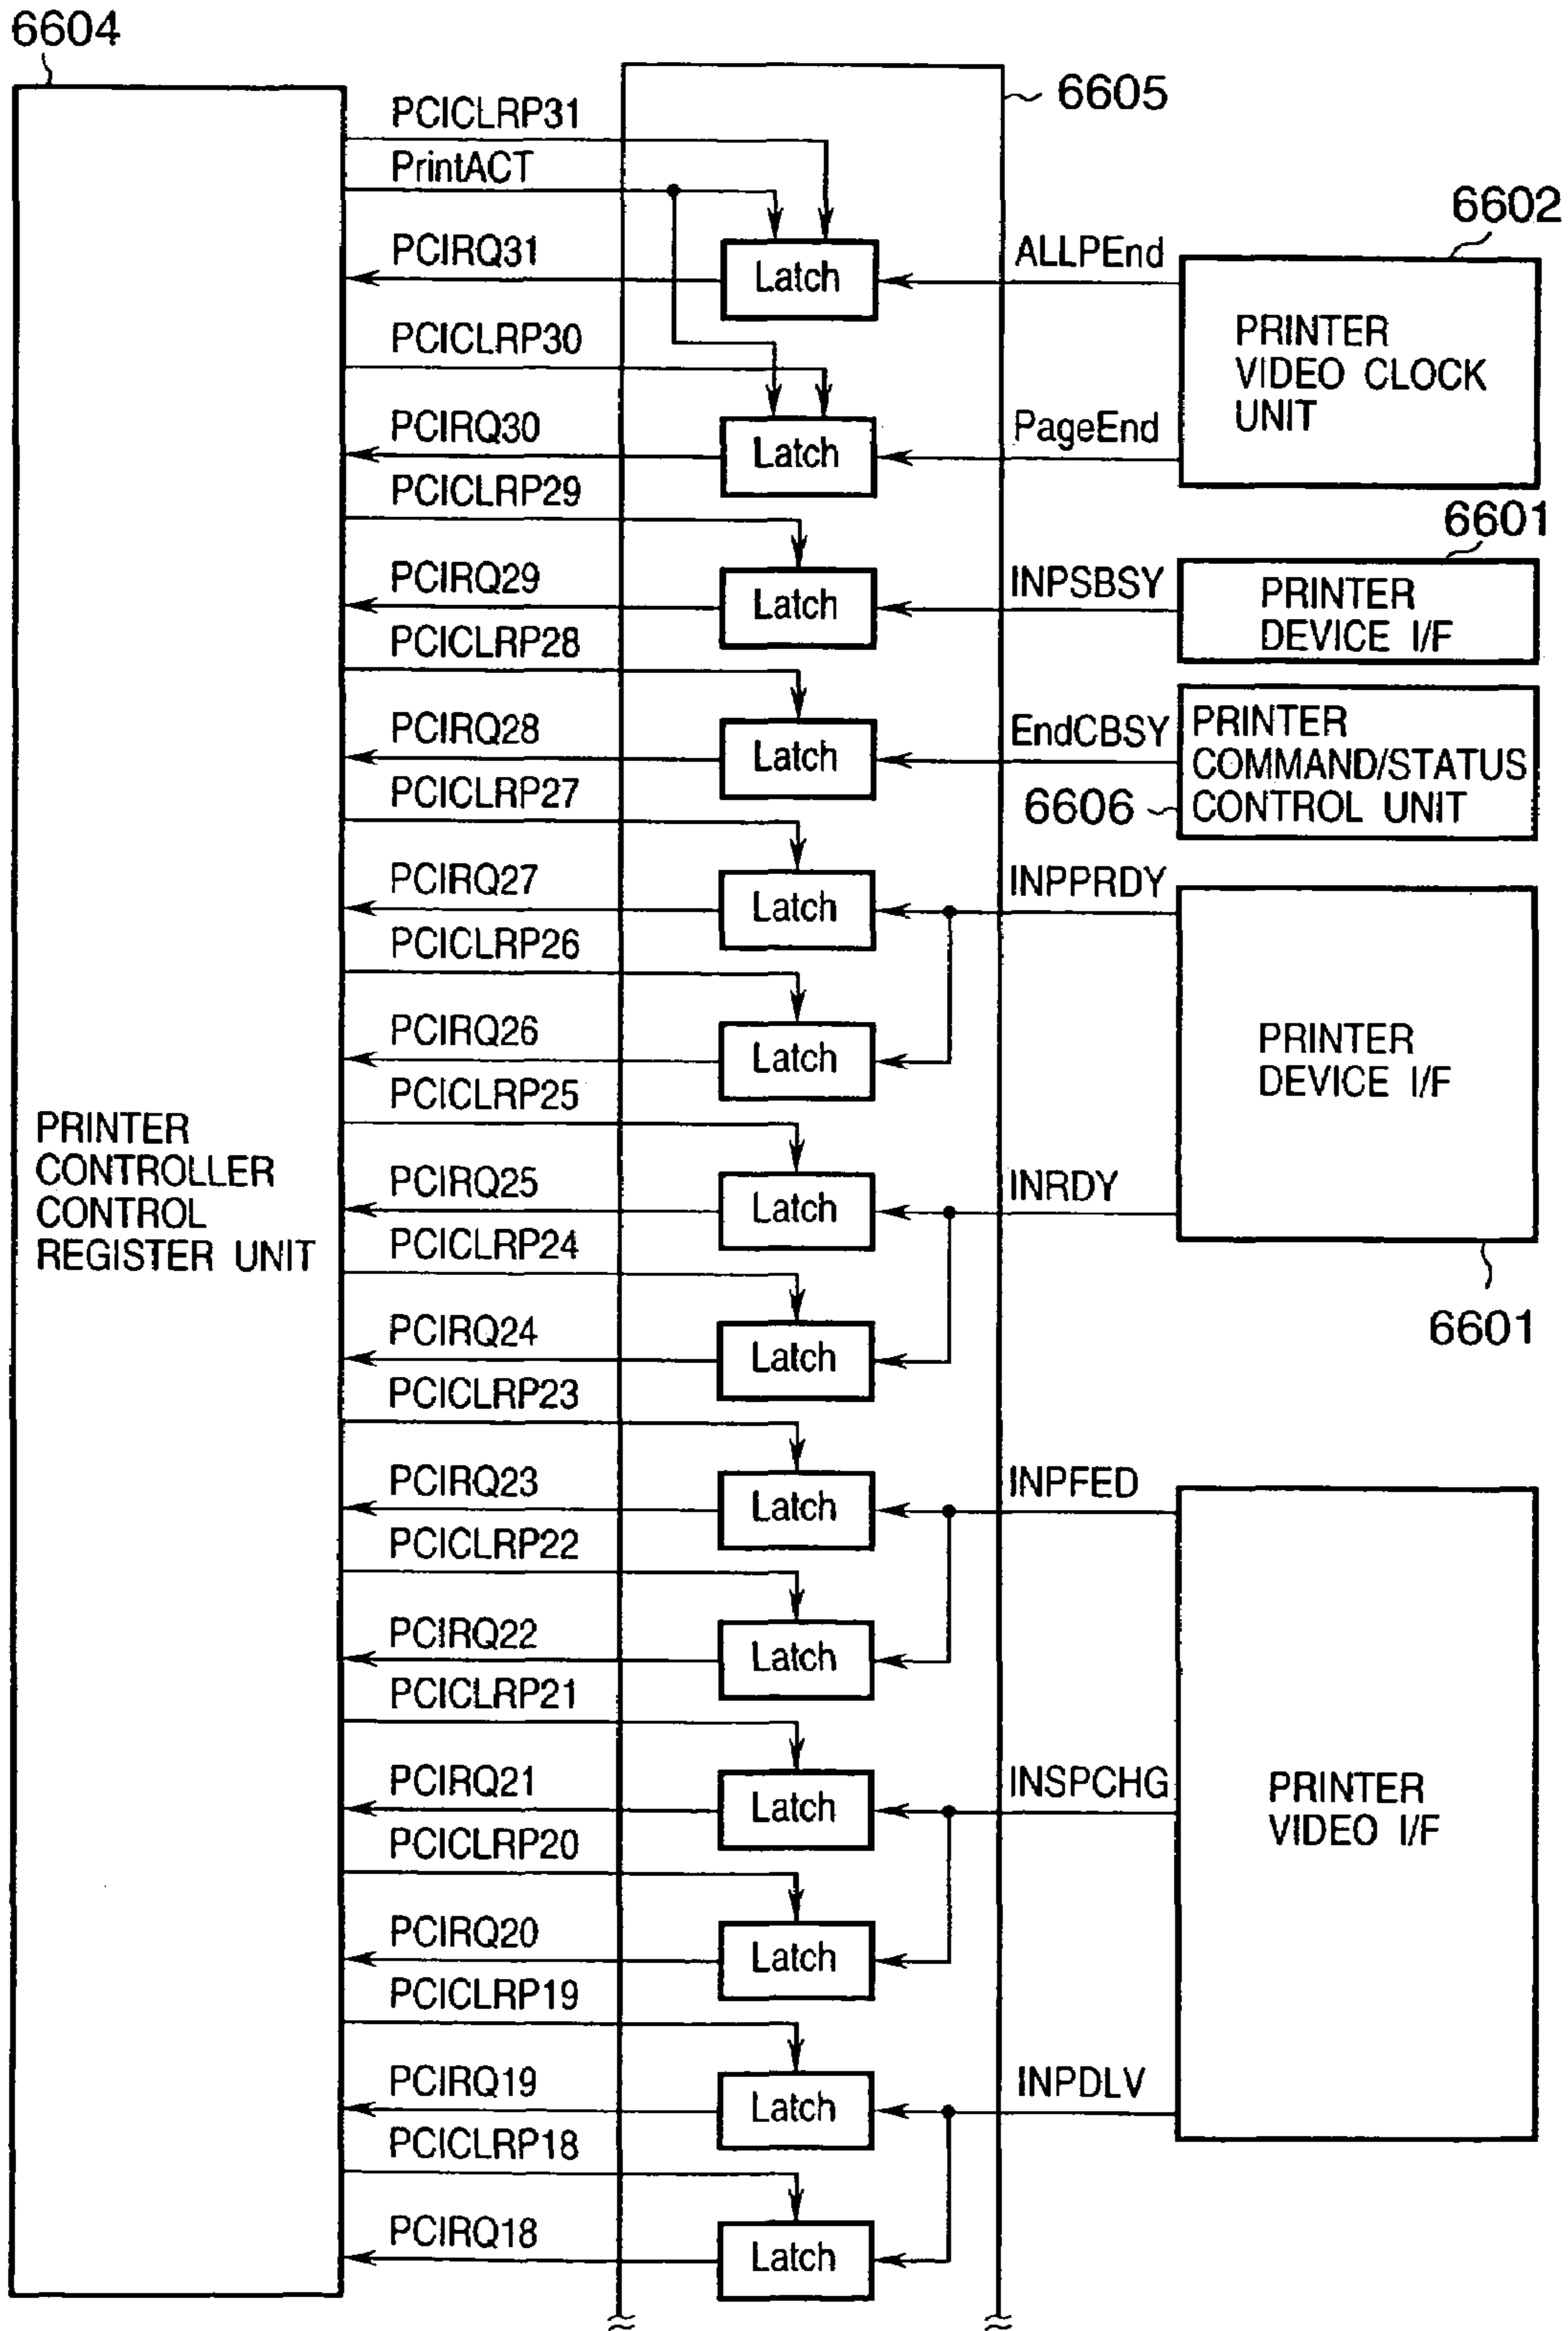 6604
6605
PCICLRP31
PrintACT
6602
PCIRQ31
Latch
ALLPEnd
PRINTER
VIDEO CLOCK
UNIT
PCICLRP30
PCIRQ30
Latch
PageEnd
PCICLRP29
6601
PCIRQ29
Latch
INPSBSY
PRINTER
DEVICE I/F
PCICLRP28
PCIRQ28
Latch
EndCBSY
PRINTER
COMMAND/STATUS
CONTROL UNIT
6606
PCICLRP27
PCIRQ27
Latch
INPPRDY
PCICLRP26
PCIRQ26
Latch
PRINTER
DEVICE I/F
PCICLRP25
PRINTER
CONTROLLER
CONTROL
REGISTER UNIT
PCIRQ25
Latch
INRDY
PCICLRP24
6601
PCIRQ24
Latch
PCICLRP23
PCIRQ23
Latch
INPFED
PCICLRP22
PCIRQ22
Latch
PCICLRP21
PCIRQ21
Latch
INSPCHG
PRINTER
VIDEO I/F
PCICLRP20
PCIRQ20
Latch
PCICLRP19
PCIRQ19
Latch
INPDLV
PCICLRP18
PCIRQ18
Latch